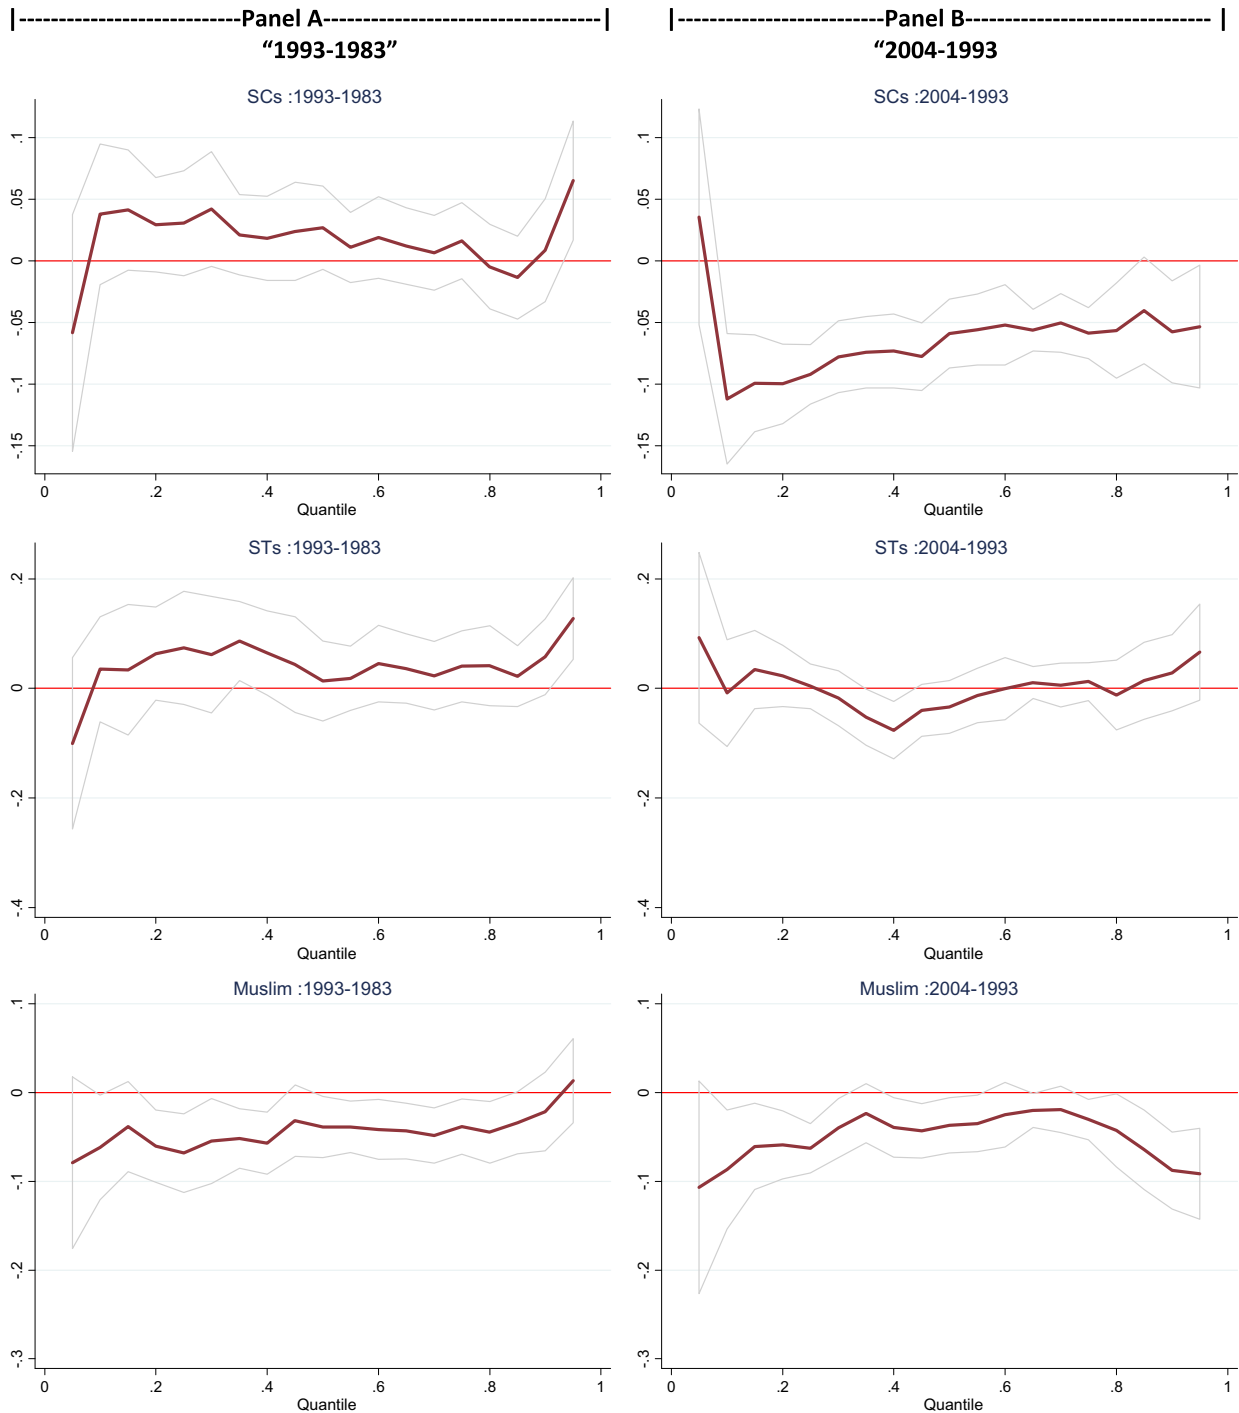 |----------------------------Panel A----------------------------------|
“1993-1983”
|--------------------------Panel B------------------------------- |
“2004-1993
SCs :1993-1983
.1
.05
0
-.05
-.1
-.15
0 .2 .4 .6 .8 1
Quantile
SCs :2004-1993
.1
.05
0
-.05
-.1
-.15
0 .2 .4 .6 .8 1
Quantile
STs :1993-1983
.2
0
-.2
-.4
0 .2 .4 .6 .8 1
Quantile
STs :2004-1993
.2
0
-.2
-.4
0 .2 .4 .6 .8 1
Quantile
Muslim :1993-1983
.1
0
-.1
-.2
-.3
0 .2 .4 .6 .8 1
Quantile
Muslim :2004-1993
.1
0
-.1
-.2
-.3
0 .2 .4 .6 .8 1
Quantile